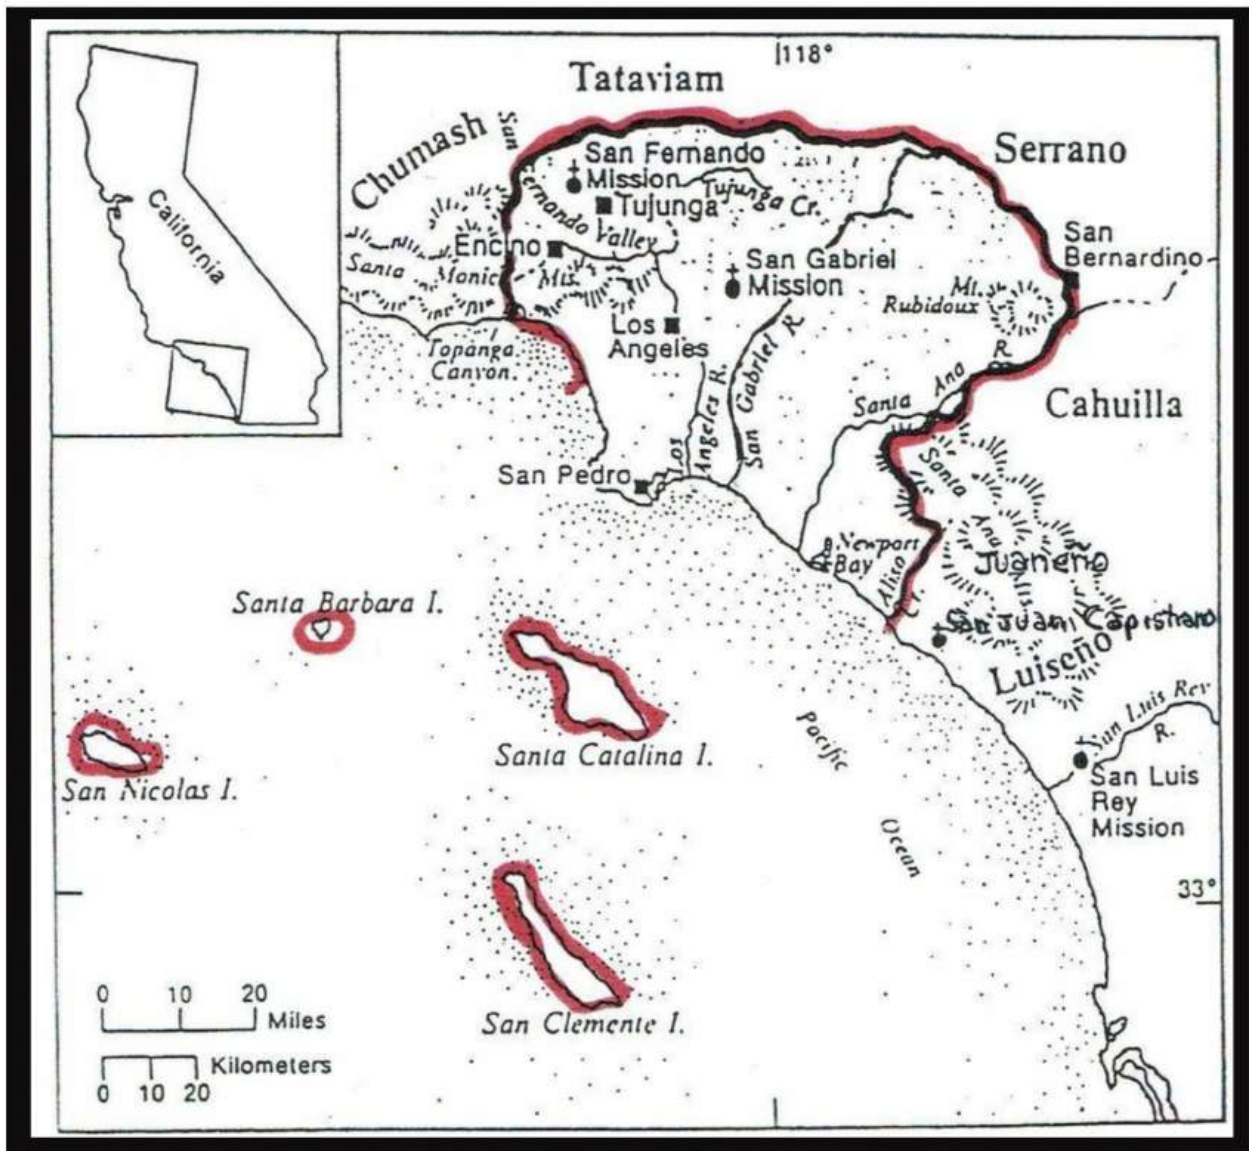 118°
Tataviam
Chumash
Serrano
California
San
Fernando
Valley
San Fernando
Mission
Tujunga Cr.
Tujunga
Encino
Santa
Monica
Mts.
San Gabriel
Mission
San
Bernardino
Mt.
Rubidoux
Los
Angeles
Topanga
Canyon.
Los
Angeles R.
San Gabriel R.
Santa Ana
R.
Cahuilla
San Pedro
Santa
Ana
Newport
Bay
Aliso
Cr.
Juaneño
San Juan Capistrano
Luiseño
Santa Barbara I.
Santa Catalina I.
San Nicolas I.
San Clemente I.
Pacific
Ocean
San Luis Rey
R.
San Luis
Rey
Mission
33°
0 10 20
Miles
Kilometers
0 10 20